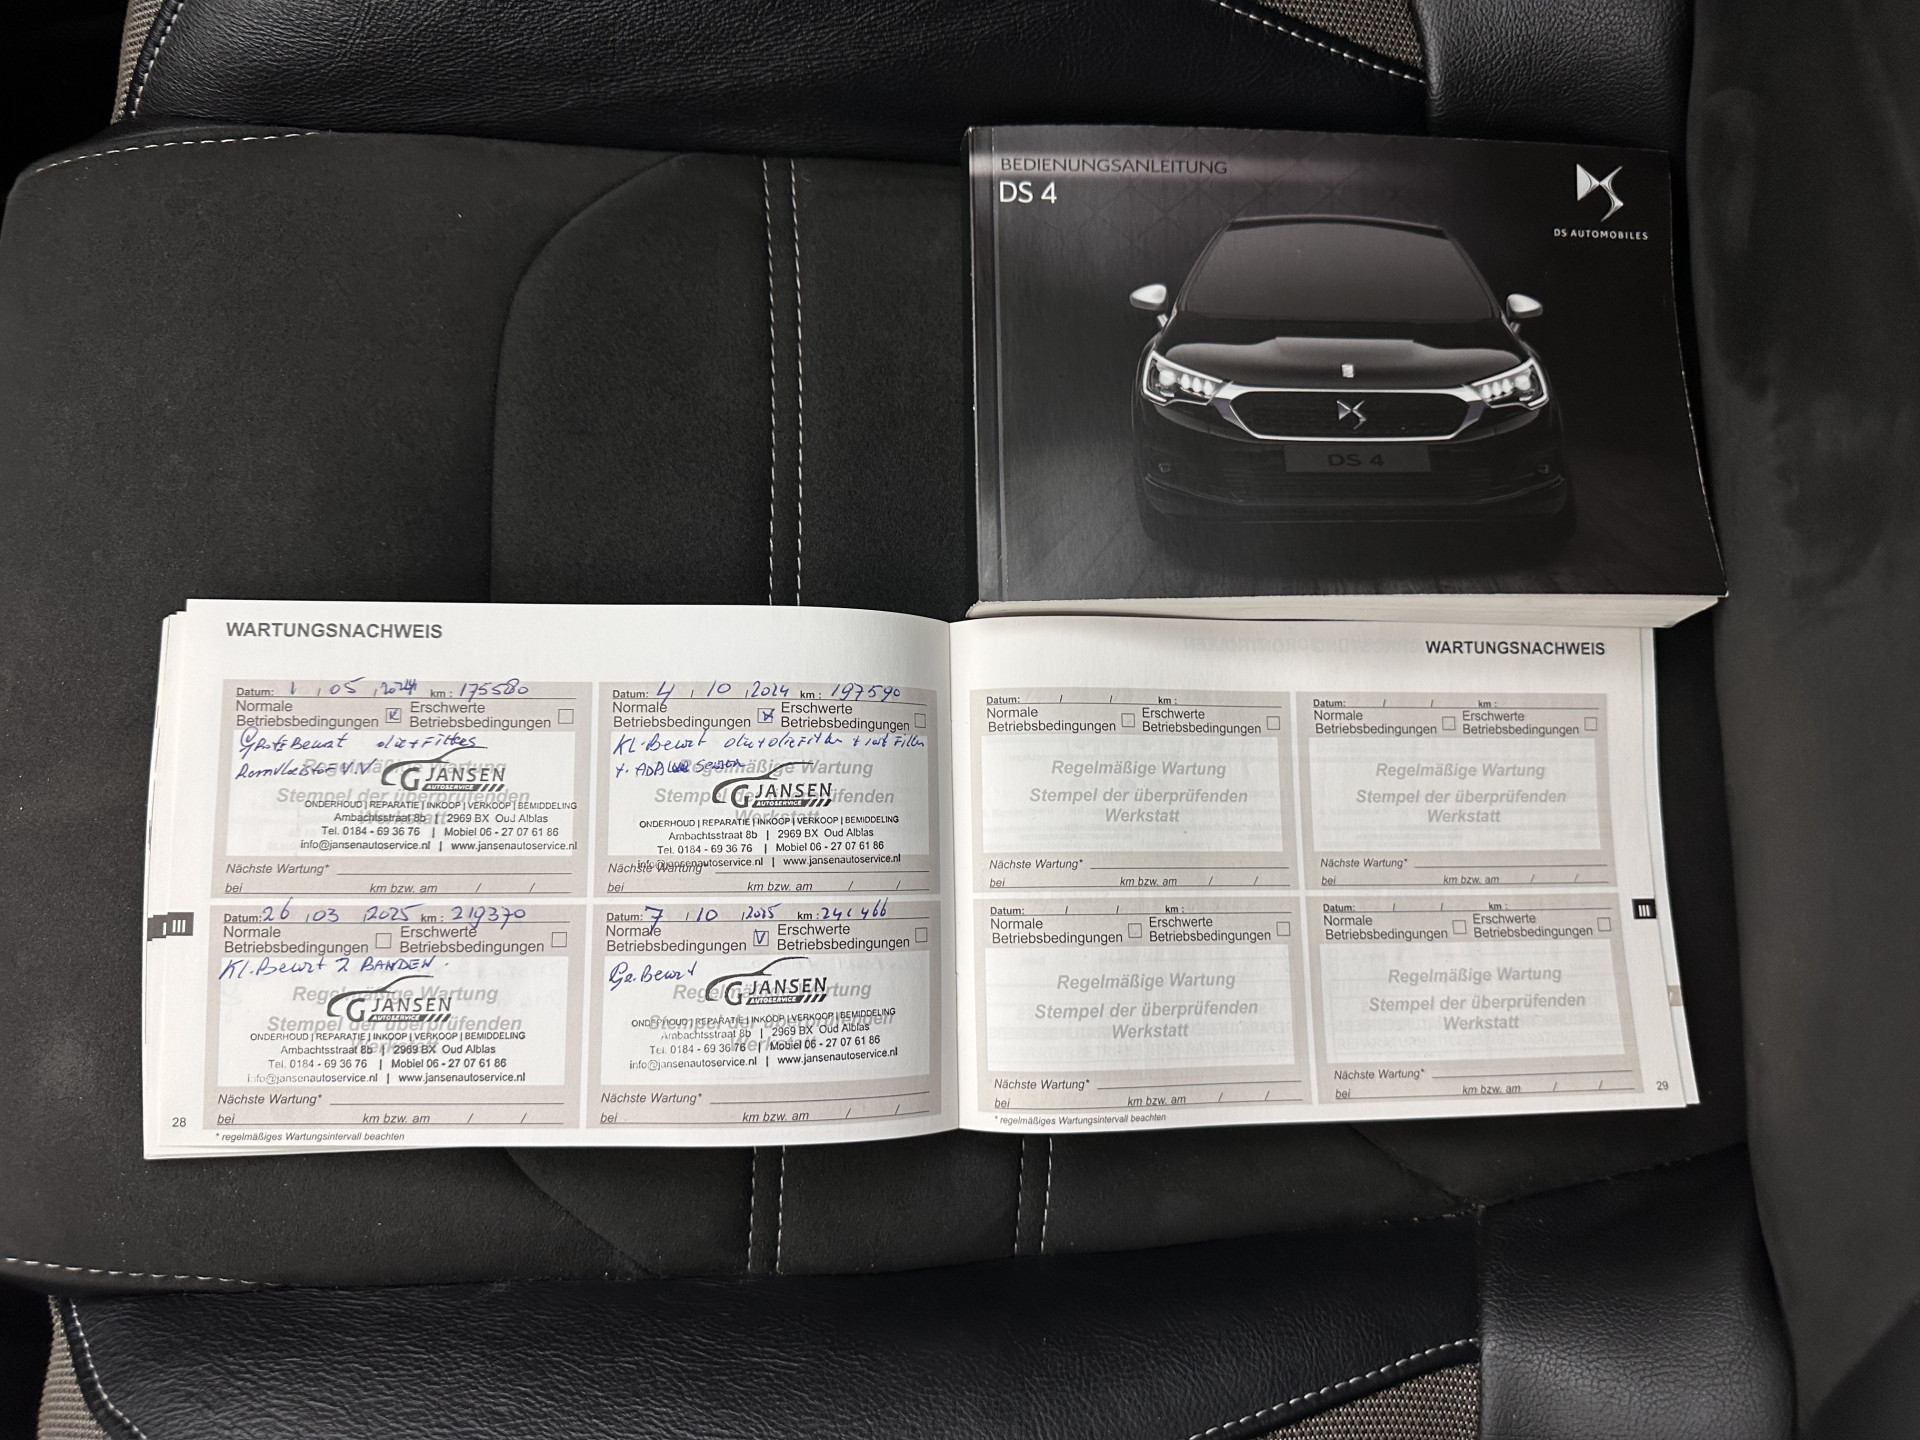 BEDIENUNGSANLEITUNG
DS 4
DS AUTOMOBILES
DS 4
WARTUNGSNACHWEIS
Datum: 1 / 05 / 2024 km : 175580
Normale Betriebsbedingungen
Erschwerte Betriebsbedingungen
Grote Beurt olie + Filters
Remvloeistof V.V
Regelmäßige Wartung
Stempel der überprüfenden
Werkstatt
G JANSEN
AUTOSERVICE
ONDERHOUD | REPARATIE | INKOOP | VERKOOP | BEMIDDELING
Ambachtsstraat 8b | 2969 BX Oud Alblas
Tel. 0184 - 69 36 76 | Mobiel 06 - 27 07 61 86
info@jansenautoservice.nl | www.jansenautoservice.nl
Nächste Wartung*
bei km bzw. am / /
Datum: 4 / 10 / 2024 km : 197590
Normale Betriebsbedingungen
Erschwerte Betriebsbedingungen
Kl. Beurt olie + olieFilter +
+ ADBlue Sensor
Regelmäßige Wartung
Stempel der überprüfenden
Werkstatt
G JANSEN
AUTOSERVICE
ONDERHOUD | REPARATIE | INKOOP | VERKOOP | BEMIDDELING
Ambachtsstraat 8b | 2969 BX Oud Alblas
Tel. 0184 - 69 36 76 | Mobiel 06 - 27 07 61 86
info@jansenautoservice.nl | www.jansenautoservice.nl
Nächste Wartung*
bei km bzw. am / /
Datum: 26 / 03 / 2025 km : 219370
Normale Betriebsbedingungen
Erschwerte Betriebsbedingungen
Kl. Beurt 2 BANDEN.
Regelmäßige Wartung
Stempel der überprüfenden
Werkstatt
G JANSEN
AUTOSERVICE
ONDERHOUD | REPARATIE | INKOOP | VERKOOP | BEMIDDELING
Ambachtsstraat 8b | 2969 BX Oud Alblas
Tel. 0184 - 69 36 76 | Mobiel 06 - 27 07 61 86
info@jansenautoservice.nl | www.jansenautoservice.nl
Nächste Wartung*
bei km bzw. am / /
Datum: 7 / 10 / 2025 km : 241466
Normale Betriebsbedingungen
Erschwerte Betriebsbedingungen
Gr. Beurt
Regelmäßige Wartung
Stempel der überprüfenden
Werkstatt
G JANSEN
AUTOSERVICE
ONDERHOUD | REPARATIE | INKOOP | VERKOOP | BEMIDDELING
Ambachtsstraat 8b | 2969 BX Oud Alblas
Tel. 0184 - 69 36 76 | Mobiel 06 - 27 07 61 86
info@jansenautoservice.nl | www.jansenautoservice.nl
Nächste Wartung*
bei km bzw. am / /
III
28
* regelmäßiges Wartungsintervall beachten
WARTUNGSNACHWEIS
Datum: / / km :
Normale Betriebsbedingungen
Erschwerte Betriebsbedingungen
Regelmäßige Wartung
Stempel der überprüfenden
Werkstatt
Nächste Wartung*
bei km bzw. am / /
Datum: / / km :
Normale Betriebsbedingungen
Erschwerte Betriebsbedingungen
Regelmäßige Wartung
Stempel der überprüfenden
Werkstatt
Nächste Wartung*
bei km bzw. am / /
Datum: / / km :
Normale Betriebsbedingungen
Erschwerte Betriebsbedingungen
Regelmäßige Wartung
Stempel der überprüfenden
Werkstatt
Nächste Wartung*
bei km bzw. am / /
Datum: / / km :
Normale Betriebsbedingungen
Erschwerte Betriebsbedingungen
Regelmäßige Wartung
Stempel der überprüfenden
Werkstatt
Nächste Wartung*
bei km bzw. am / /
III
29
* regelmäßiges Wartungsintervall beachten